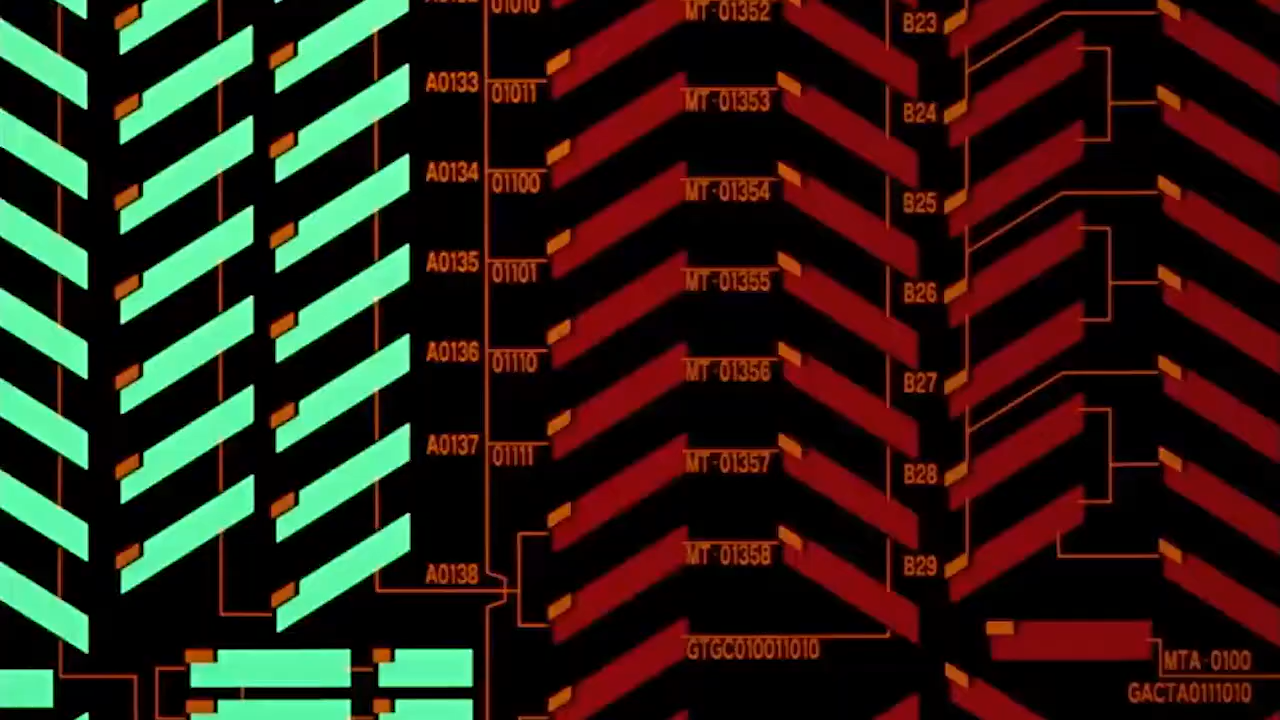 01010
MT-01352
B23
A0133
01011
MT-01353
B24
A0134
01100
MT-01354
B25
A0135
01101
MT-01355
B26
A0136
01110
MT-01356
B27
A0137
01111
MT-01357
B28
A0138
MT-01358
B29
GTGC010011010
MTA-0100
GACTA0111010